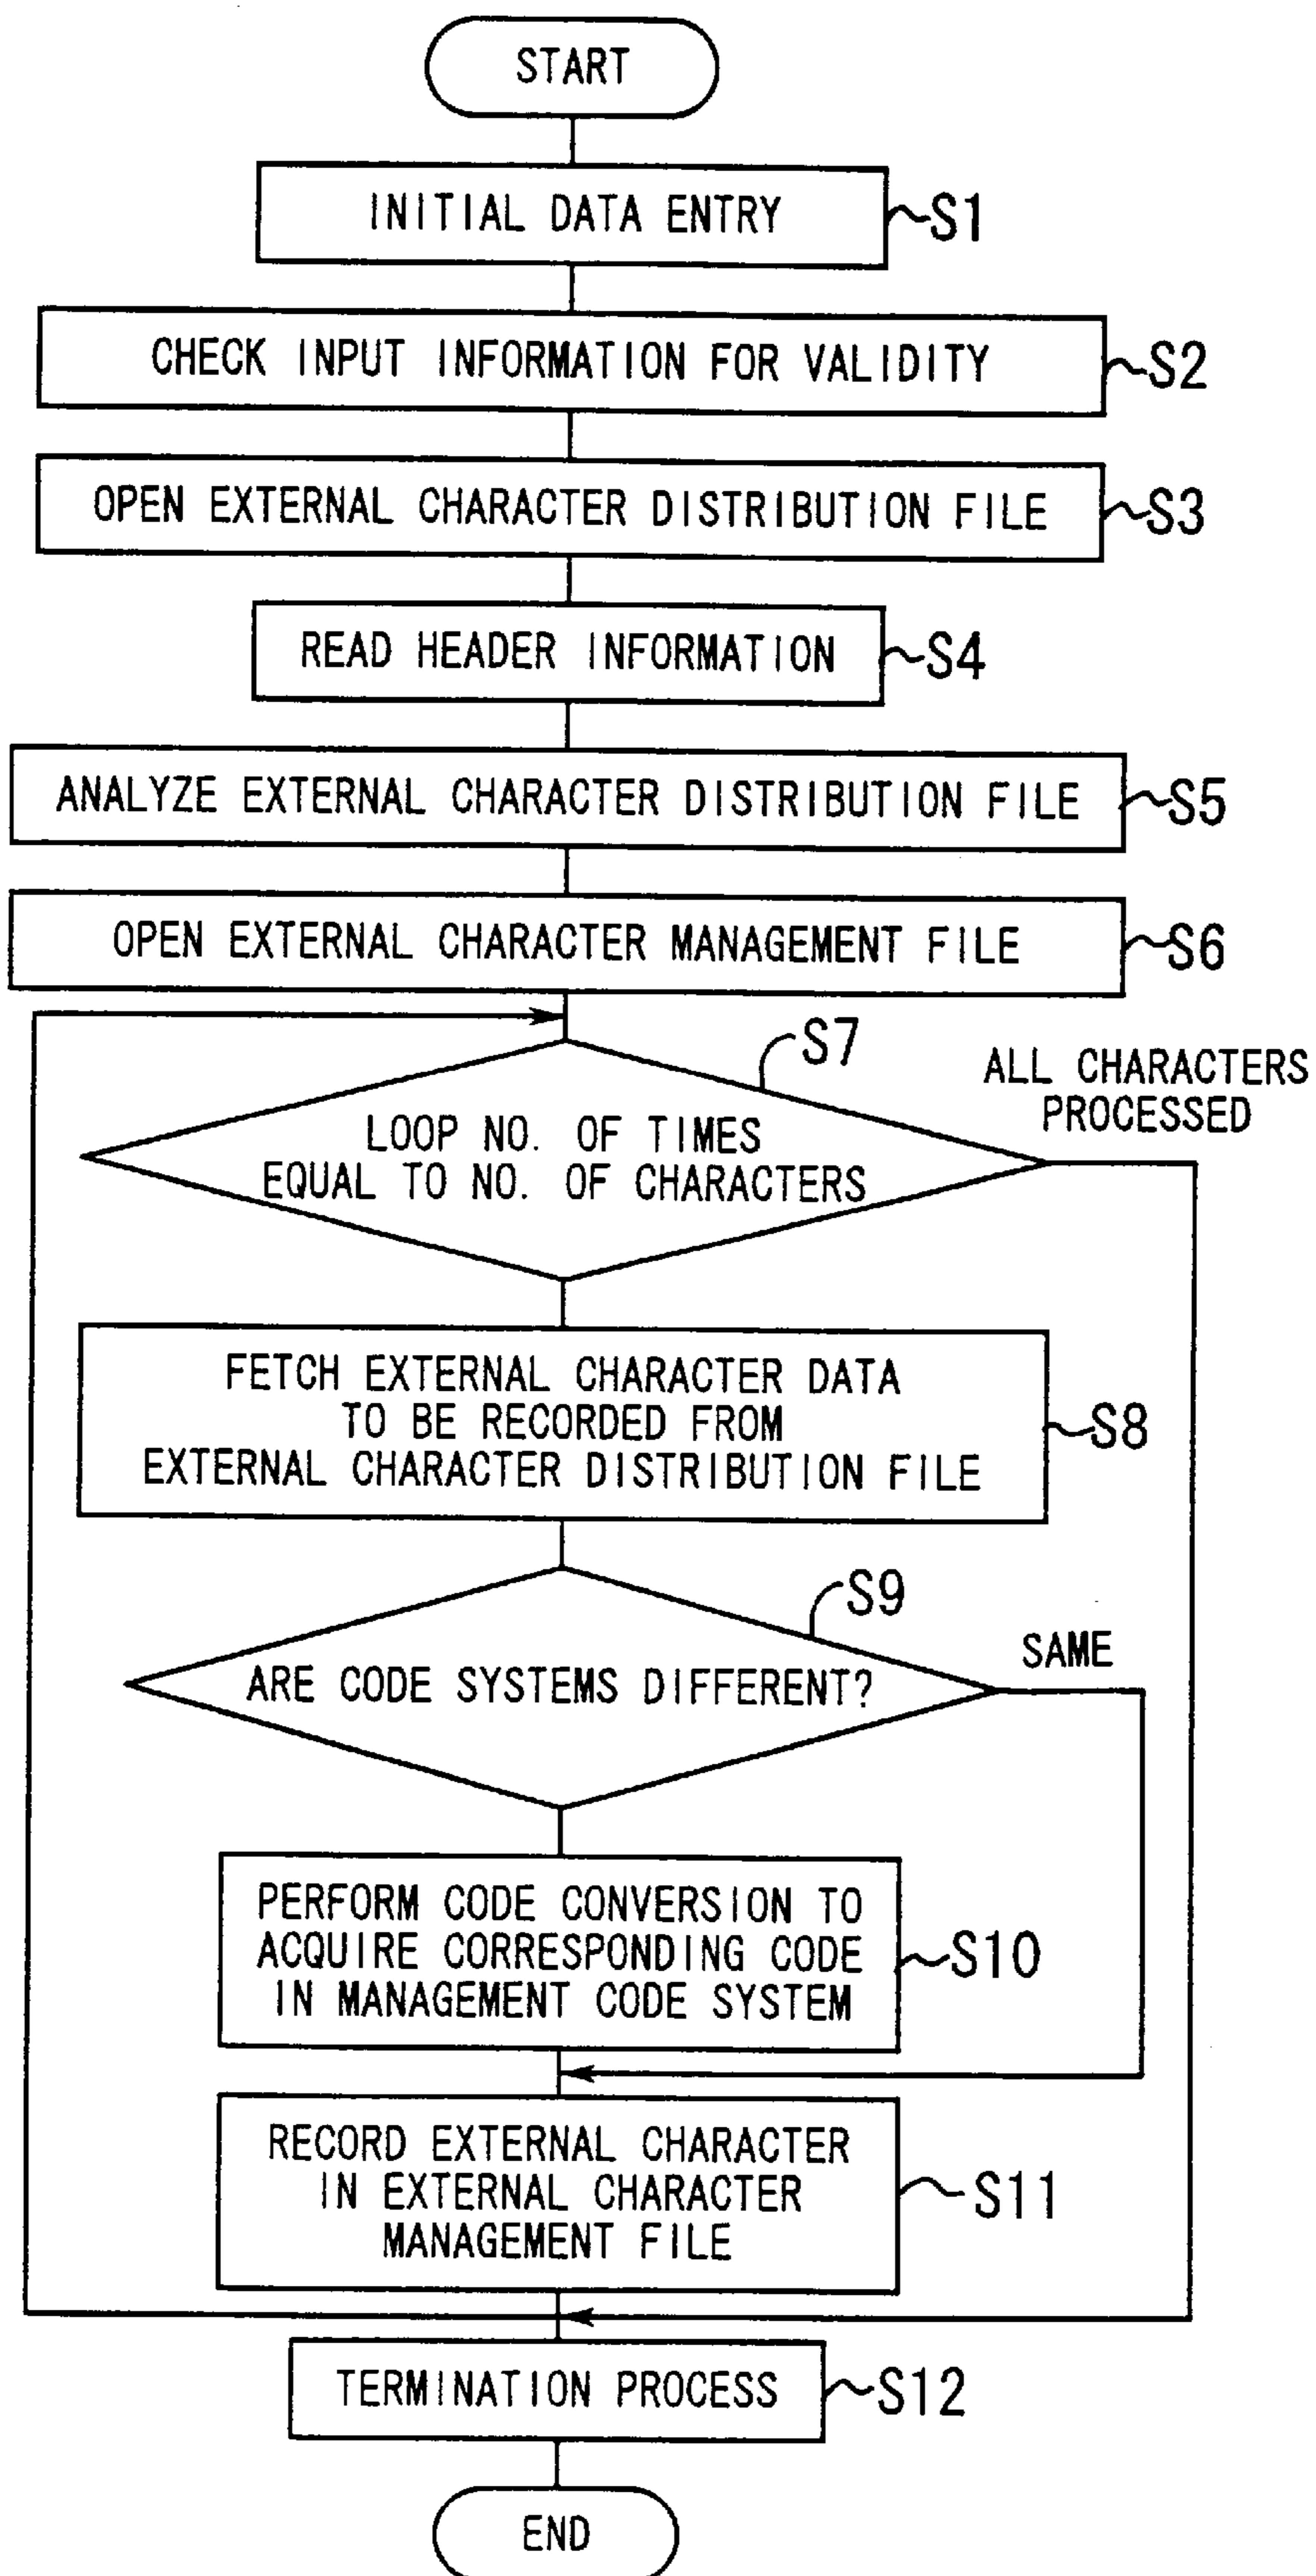 START
INITIAL DATA ENTRY
S1
CHECK INPUT INFORMATION FOR VALIDITY
S2
OPEN EXTERNAL CHARACTER DISTRIBUTION FILE
S3
READ HEADER INFORMATION
S4
ANALYZE EXTERNAL CHARACTER DISTRIBUTION FILE
S5
OPEN EXTERNAL CHARACTER MANAGEMENT FILE
S6
S7
ALL CHARACTERS
PROCESSED
LOOP NO. OF TIMES
EQUAL TO NO. OF CHARACTERS
FETCH EXTERNAL CHARACTER DATA
TO BE RECORDED FROM
EXTERNAL CHARACTER DISTRIBUTION FILE
S8
S9
SAME
ARE CODE SYSTEMS DIFFERENT?
PERFORM CODE CONVERSION TO
ACQUIRE CORRESPONDING CODE
IN MANAGEMENT CODE SYSTEM
S10
RECORD EXTERNAL CHARACTER
IN EXTERNAL CHARACTER
MANAGEMENT FILE
S11
TERMINATION PROCESS
S12
END